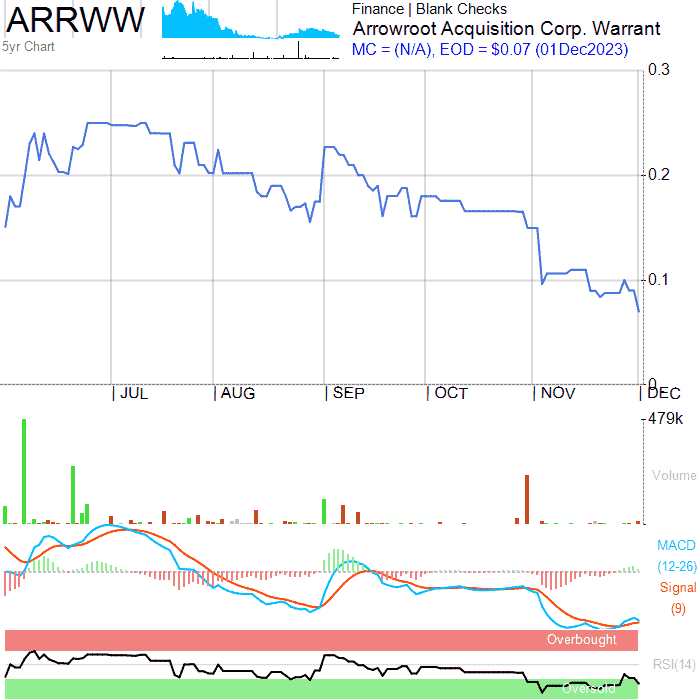 ARRWW
5yr Chart
Finance | Blank Checks
Arrowroot Acquisition Corp. Warrant
MC = (N/A), EOD = $0.07 (01Dec2023)
0.3
0.2
0.1
0
JUL
AUG
SEP
OCT
NOV
DEC
479k
Volume
MACD
(12-26)
Signal
(9)
Overbought
RSI(14)
Oversold